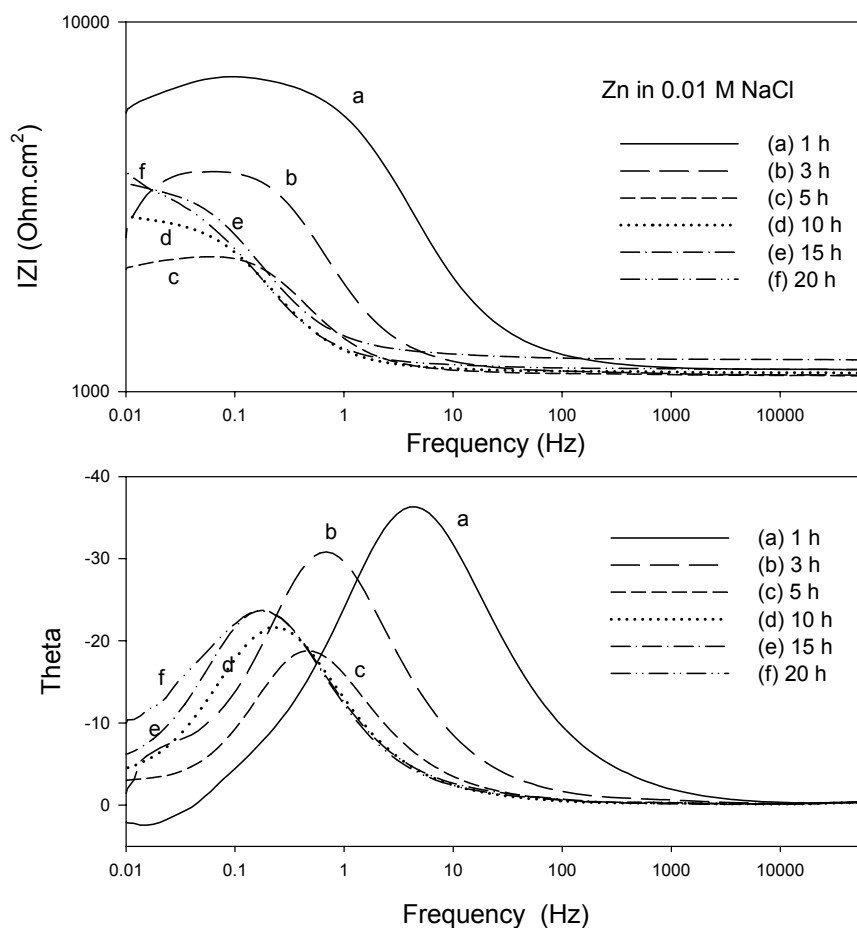 10000
IZI (Ohm.cm²)
1000
a
b
f
e
d
c
Zn in 0.01 M NaCl
(a) 1 h
(b) 3 h
(c) 5 h
(d) 10 h
(e) 15 h
(f) 20 h
0.01 0.1 1 10 100 1000 10000
Frequency (Hz)
-40
-30
-20
-10
0
Theta
a
b
c
d
f
e
(a) 1 h
(b) 3 h
(c) 5 h
(d) 10 h
(e) 15 h
(f) 20 h
0.01 0.1 1 10 100 1000 10000
Frequency (Hz)